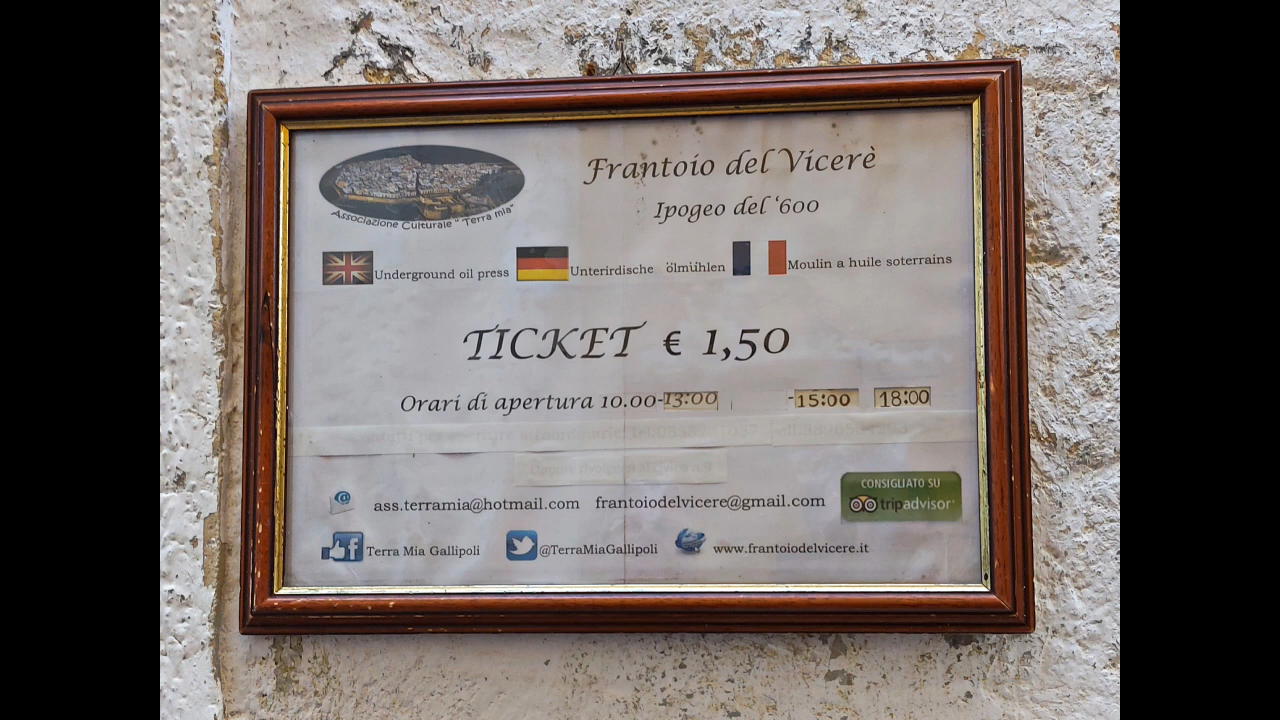 Frantoio del Vicerè
Ipogeo del ‘600
Associazione Culturale " Terra mia"
Underground oil press Unterirdische ölmühlen Moulin a huile soterrains
TICKET € 1,50
Orari di apertura 10.00-13:00 -15:00 18:00
ass.terramia@hotmail.com frantoiodelvicere@gmail.com
CONSIGLIATO SU
tripadvisor
Terra Mia Gallipoli @TerraMiaGallipoli www.frantoiodelvicere.it